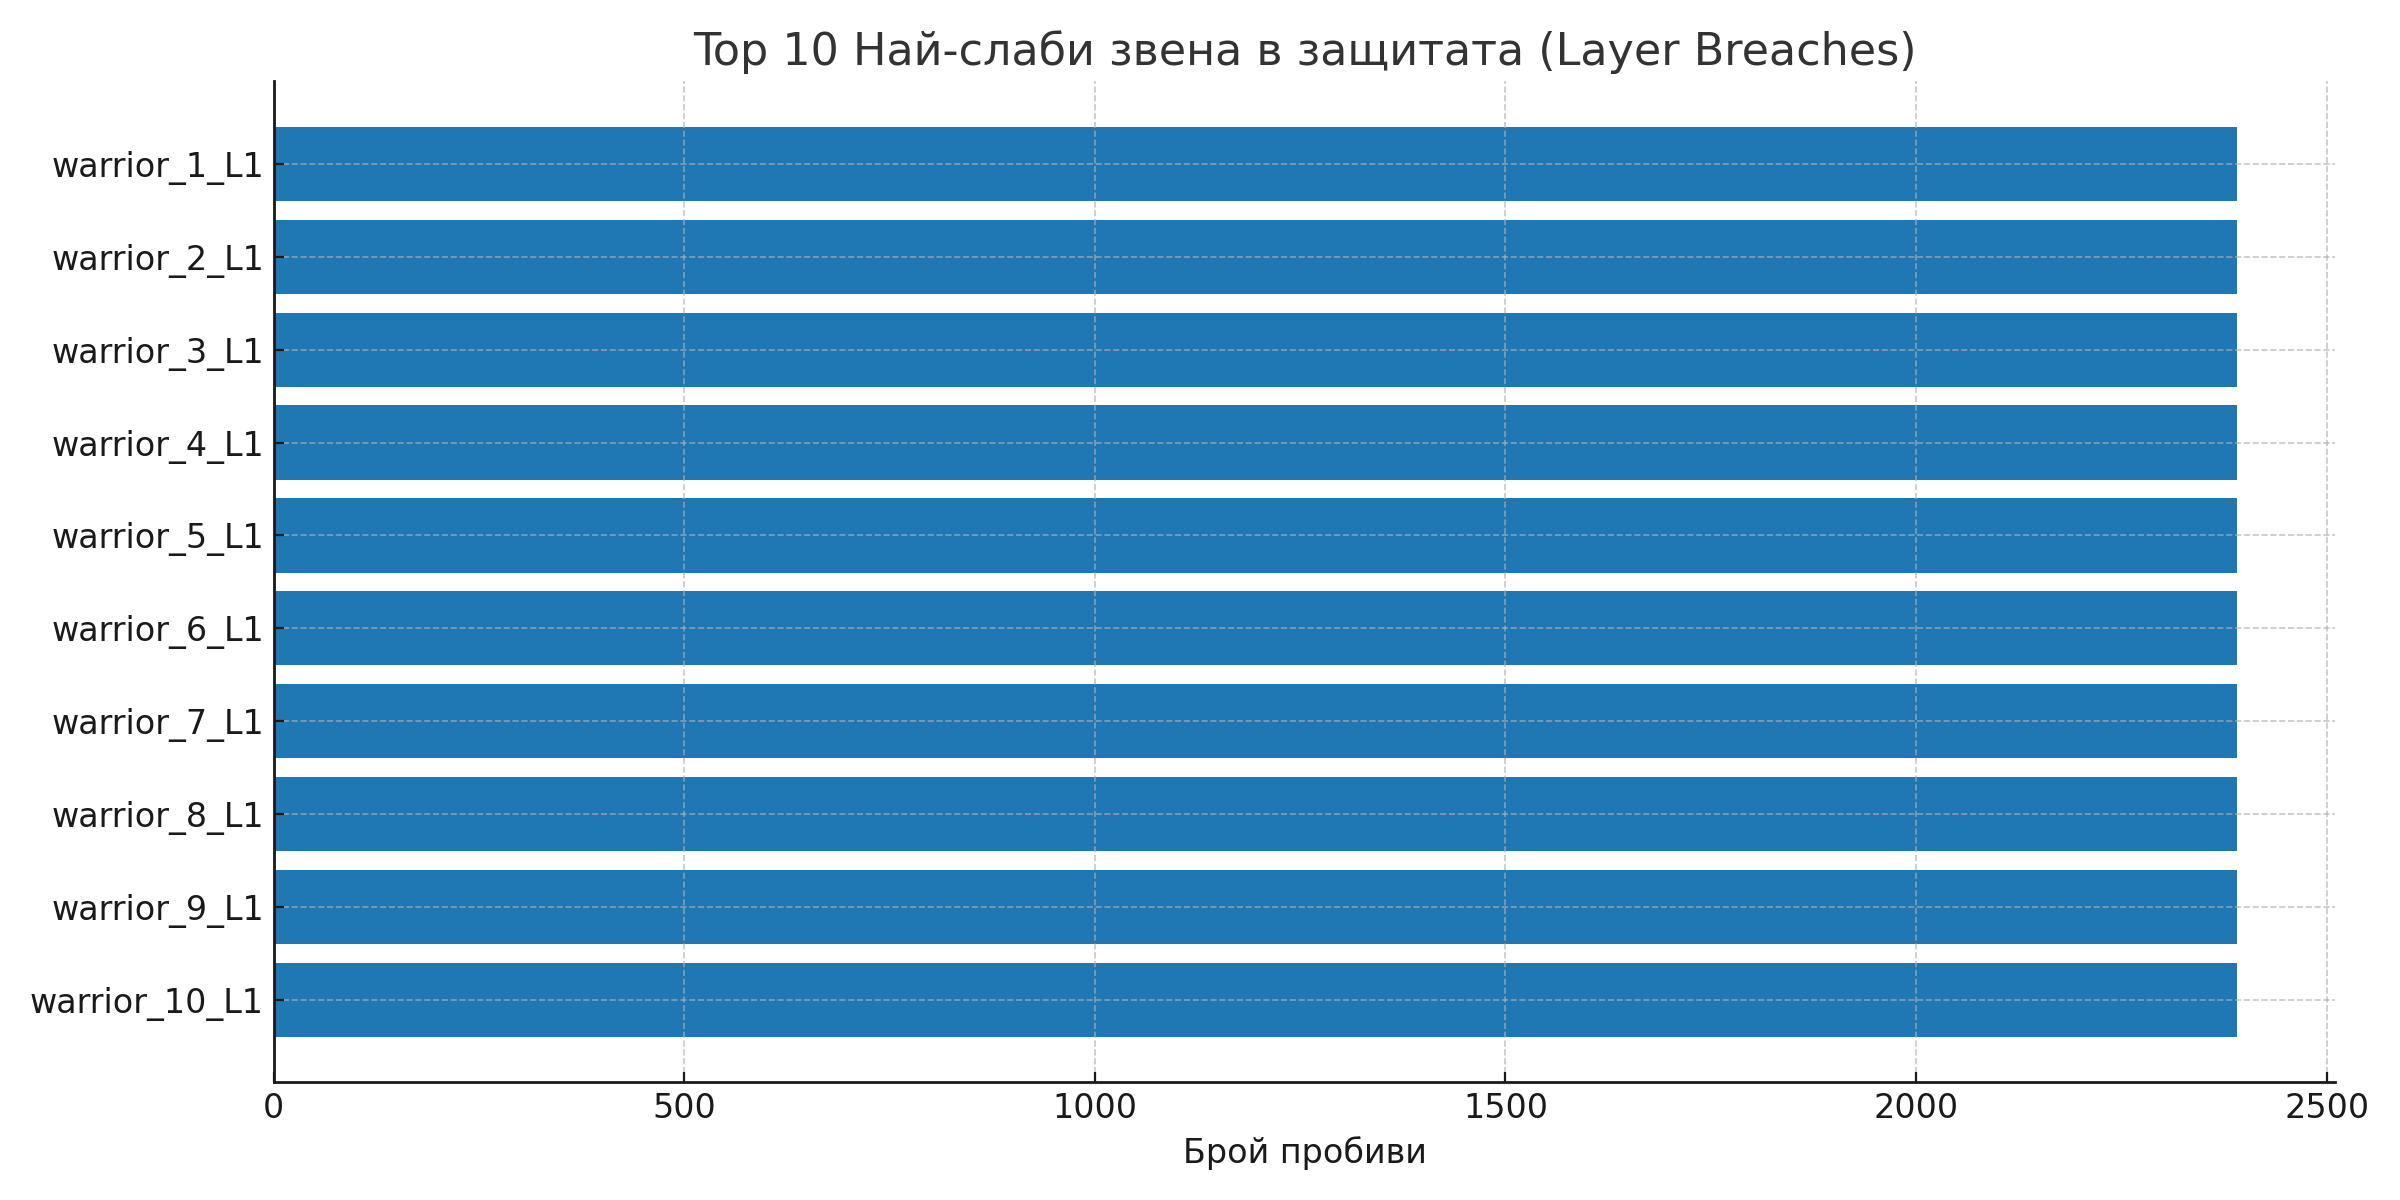 Top 10 Най-слаби звена в защитата (Layer Breaches)
warrior_1_L1
warrior_2_L1
warrior_3_L1
warrior_4_L1
warrior_5_L1
warrior_6_L1
warrior_7_L1
warrior_8_L1
warrior_9_L1
warrior_10_L1
0 500 1000 1500 2000 2500
Брой пробиви